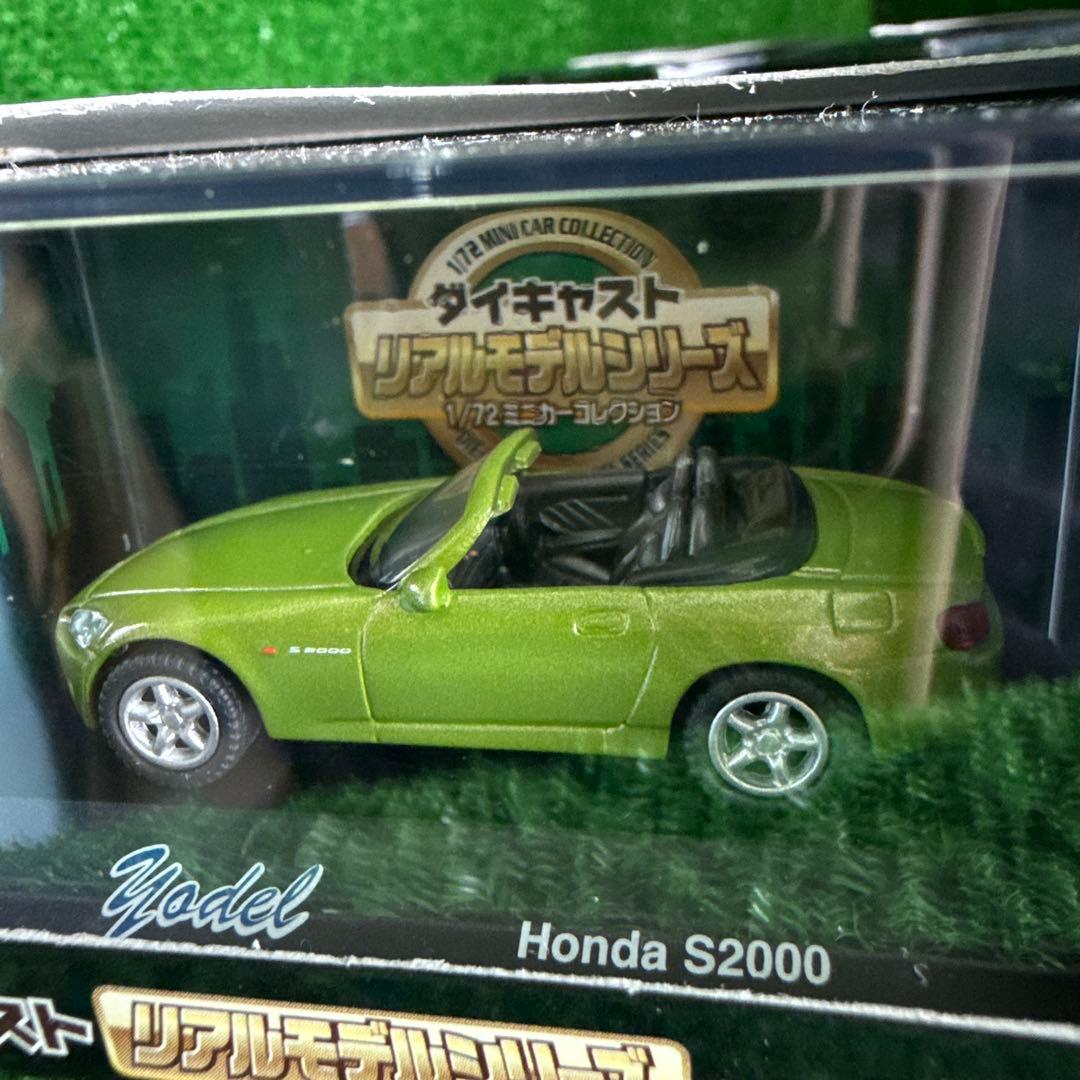 1/72 MINI CAR COLLECTION
ダイキャスト
リアルモデルシリーズ
1/72 ミニカーコレクション
SERIES
S2000
Yodel
Honda S2000
スト
リアルモデルシリーズ